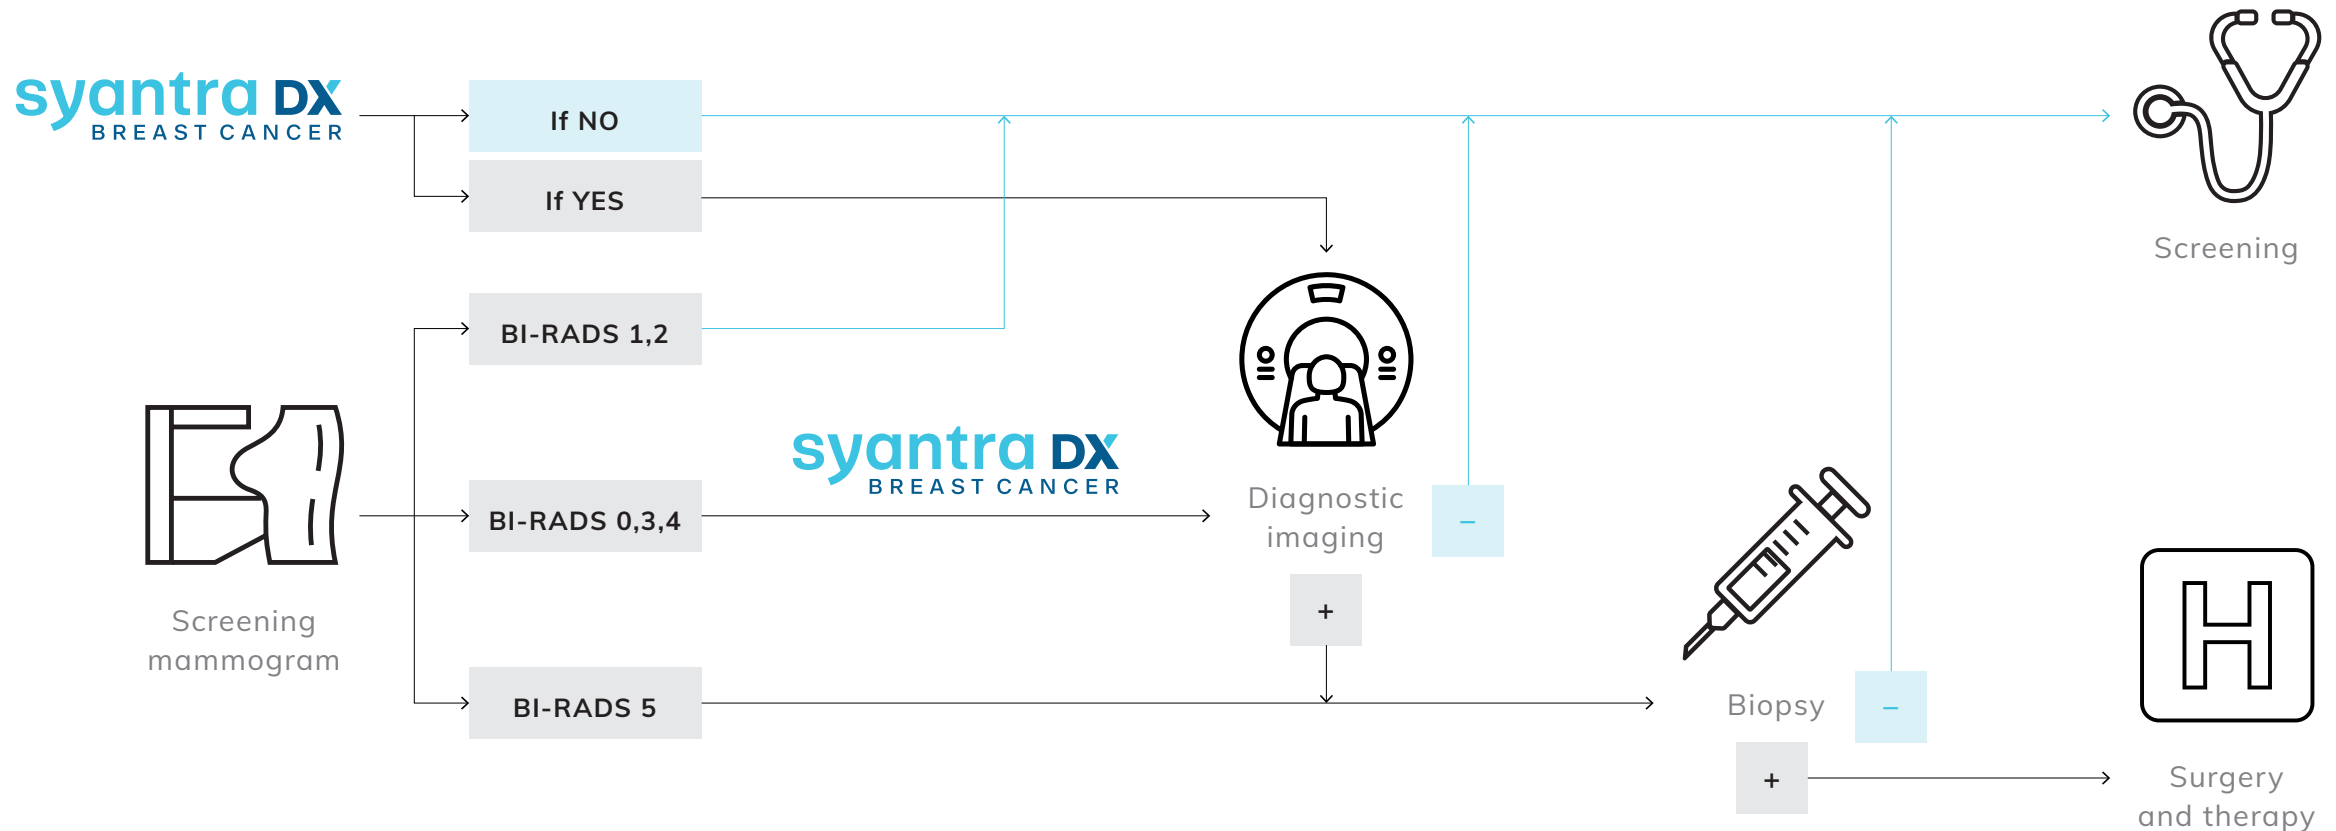 syantra DX
BREAST CANCER
If NO
If YES
Screening
BI-RADS 1,2
syantra DX
BREAST CANCER
BI-RADS 0,3,4
Diagnostic
imaging
–
+
Screening
mammogram
BI-RADS 5
Biopsy
–
+
H
Surgery
and therapy